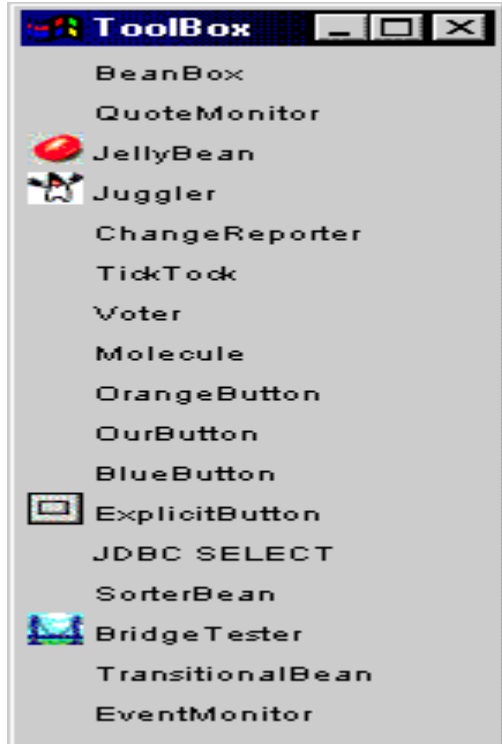 ToolBox
BeanBox
QuoteMonitor
JellyBean
Juggler
ChangeReporter
TickTock
Voter
Molecule
OrangeButton
OurButton
BlueButton
ExplicitButton
JDBC SELECT
SorterBean
BridgeTester
TransitionalBean
EventMonitor